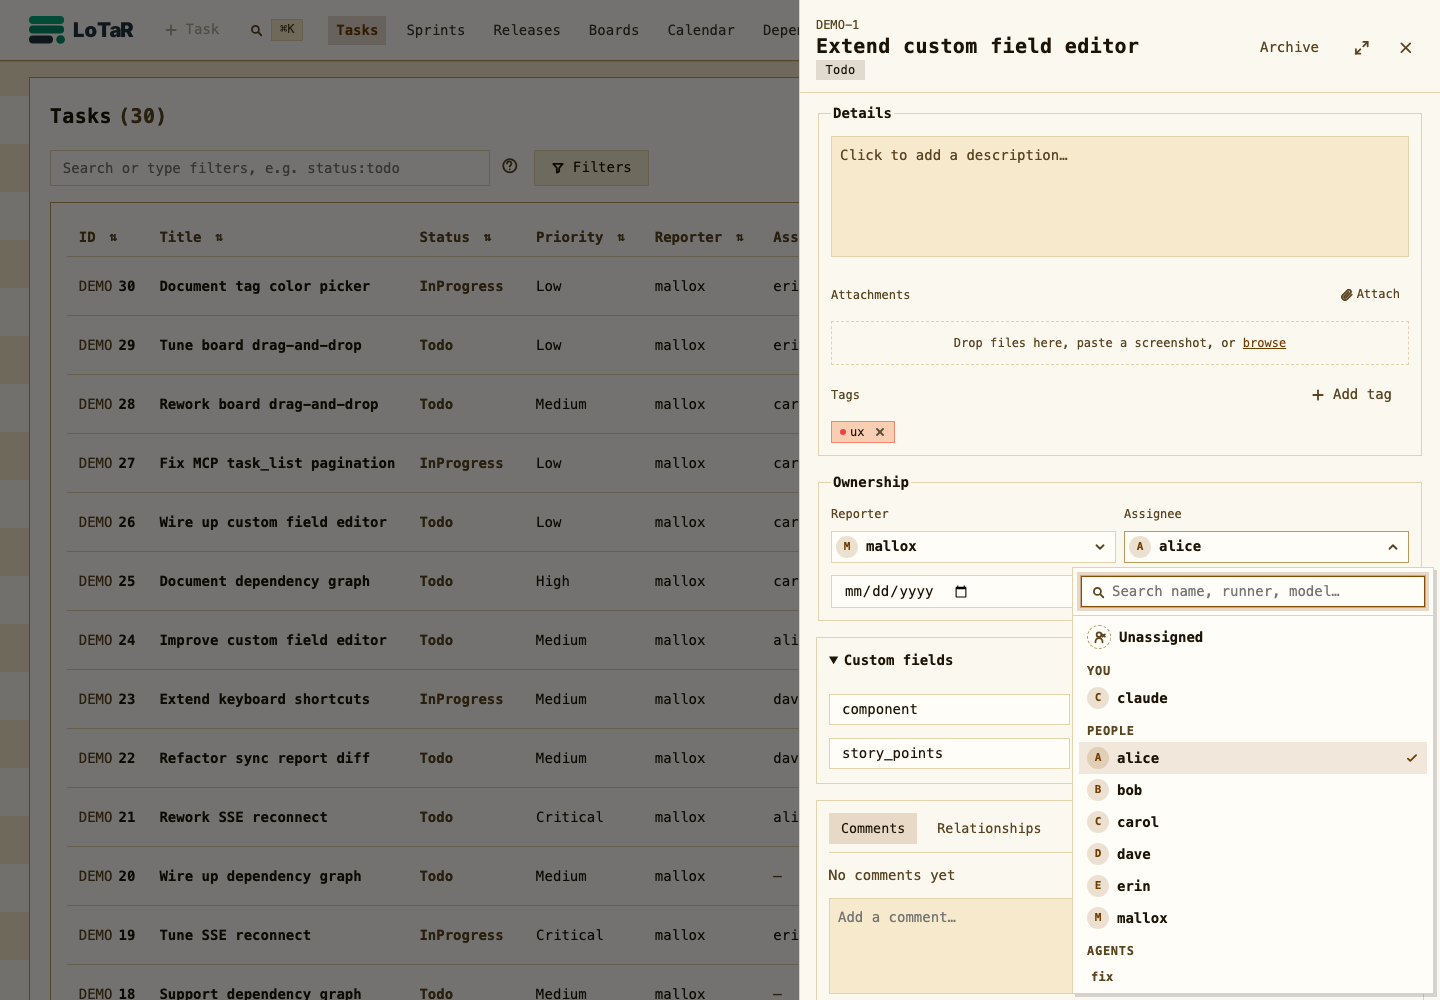 LoTaR
+ Task
⌘K
Tasks
Sprints
Releases
Boards
Calendar
Tasks (30)
Search or type filters, e.g. status:todo
Filters
ID Title Status Priority Reporter
DEMO 30 Document tag color picker InProgress Low mallox
DEMO 29 Tune board drag-and-drop Todo Low mallox
DEMO 28 Rework board drag-and-drop Todo Medium mallox
DEMO 27 Fix MCP task_list pagination InProgress Low mallox
DEMO 26 Wire up custom field editor Todo Low mallox
DEMO 25 Document dependency graph Todo High mallox
DEMO 24 Improve custom field editor Todo Medium mallox
DEMO 23 Extend keyboard shortcuts InProgress Medium mallox
DEMO 22 Refactor sync report diff Todo Medium mallox
DEMO 21 Rework SSE reconnect Todo Critical mallox
DEMO 20 Wire up dependency graph Todo Medium mallox —
DEMO 19 Tune SSE reconnect InProgress Critical mallox
DEMO 18 Support dependency graph Todo Medium mallox —
DEMO-1
Extend custom field editor
Todo
Archive
Details
Click to add a description…
Attachments
Attach
Drop files here, paste a screenshot, or browse
Tags
+ Add tag
ux
Ownership
Reporter
Assignee
M mallox
A alice
mm/dd/yyyy
Search name, runner, model…
Unassigned
YOU
C claude
PEOPLE
A alice
B bob
C carol
D dave
E erin
M mallox
AGENTS
fix
Custom fields
component
story_points
Comments
Relationships
No comments yet
Add a comment…